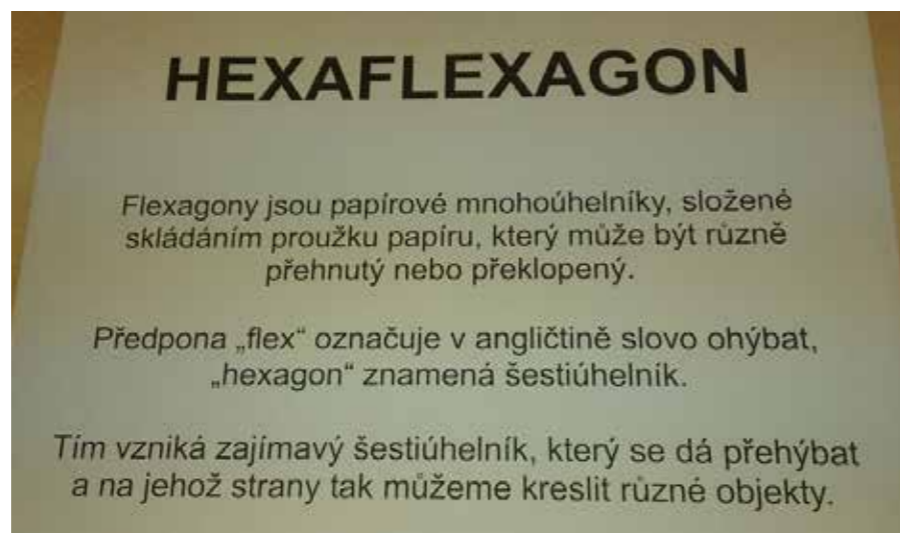 HEXAFLEXAGON
Flexagony jsou papírové mnohoúhelníky, složené
skládáním proužku papíru, který může být různě
přehnutý nebo překlopený.
Předpona „flex“ označuje v angličtině slovo ohýbat,
„hexagon“ znamená šestiúhelník.
Tím vzniká zajímavý šestiúhelník, který se dá přehýbat
a na jehož strany tak můžeme kreslit různé objekty.